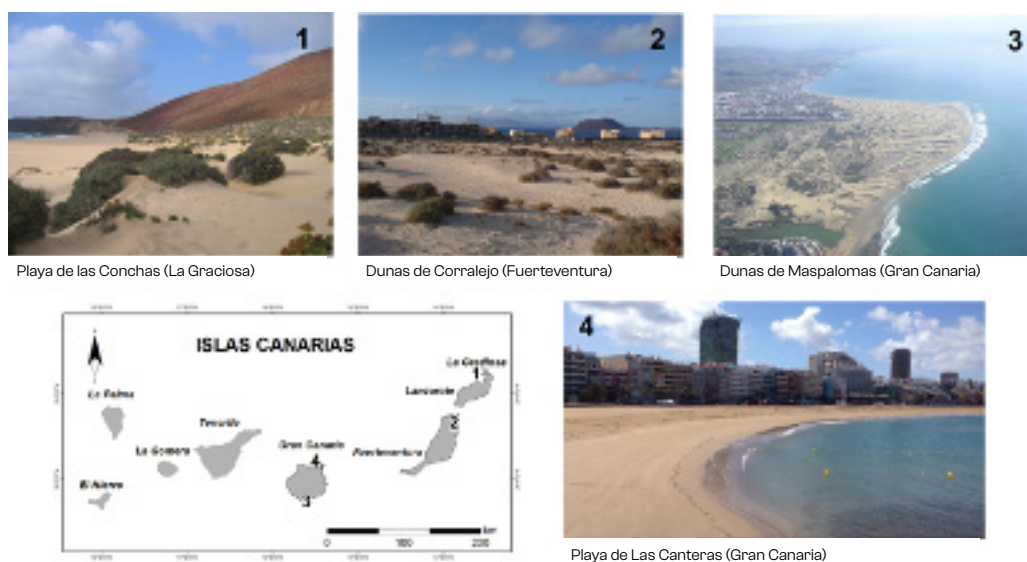 1
2
3
Playa de las Conchas (La Graciosa)
Dunas de Corralejo (Fuerteventura)
Dunas de Maspalomas (Gran Canaria)
ISLAS CANARIAS
La Graciosa
1
Lanzarote
La Palma
2
Tenerife
Gran Canaria
La Gomera
4
Fuerteventura
El Hierro
3
km
0 100 200
4
Playa de Las Canteras (Gran Canaria)